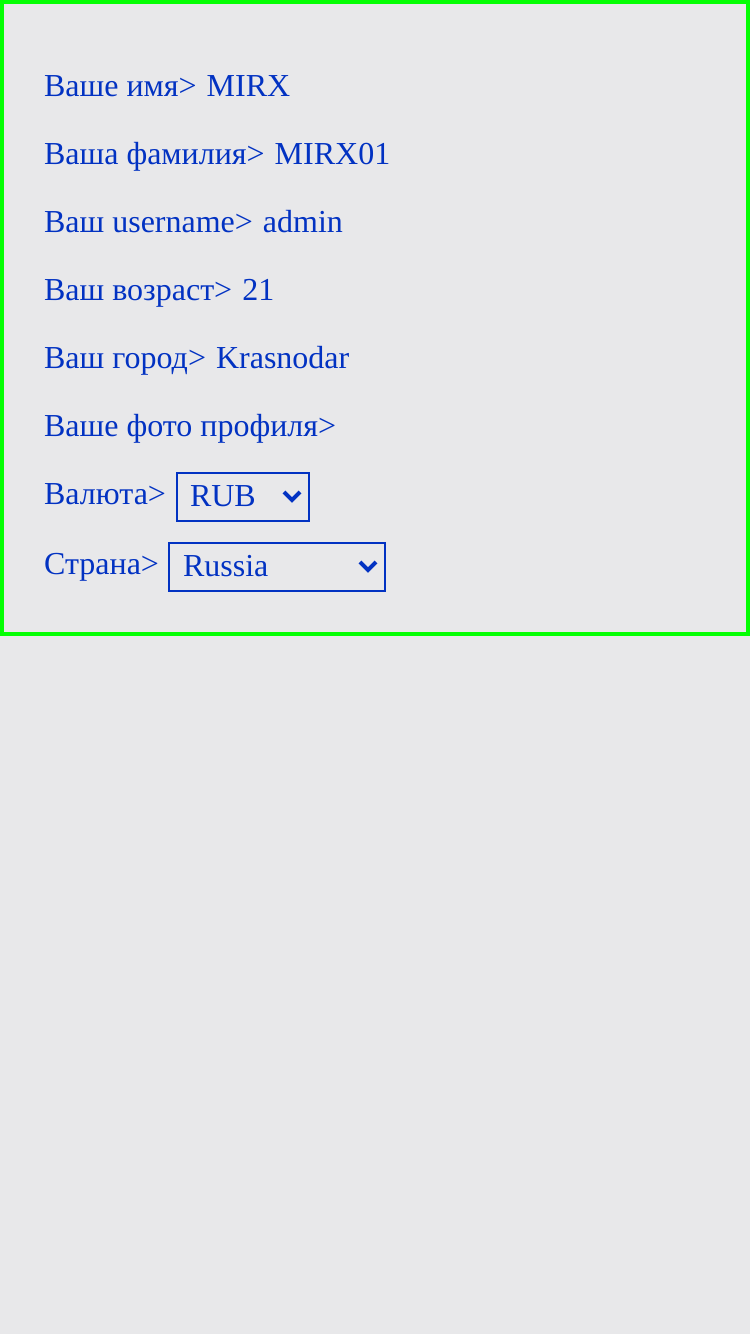 Ваше имя> MIRX
Ваша фамилия> MIRX01
Ваш username> admin
Ваш возраст> 21
Ваш город> Krasnodar
Ваше фото профиля>
Валюта> RUB
Страна> Russia